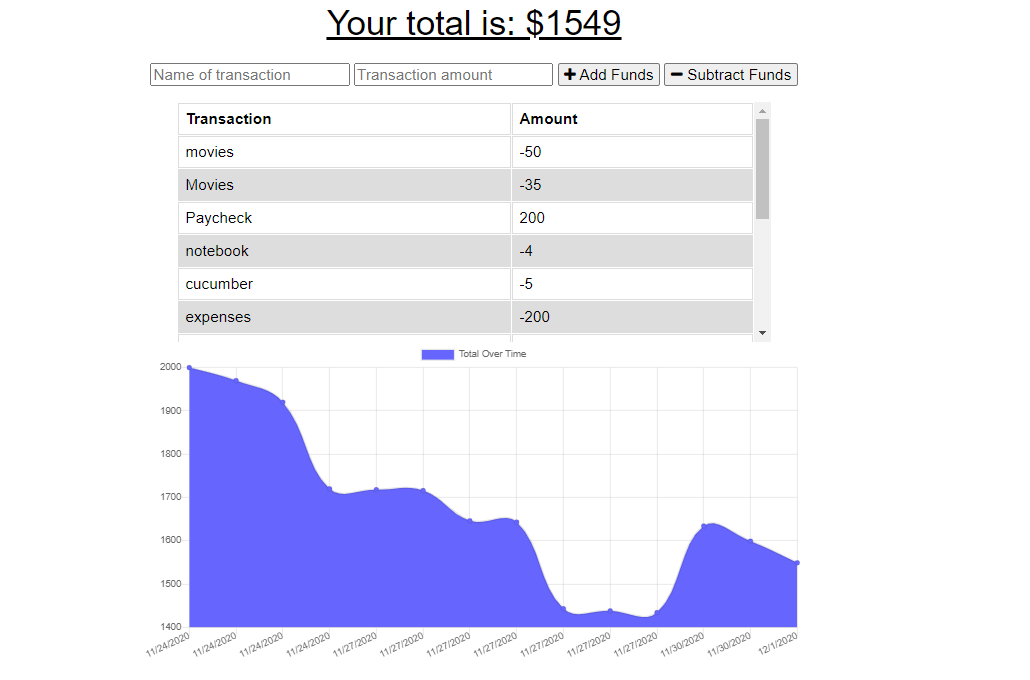 Your total is: $1549
Name of transaction Transaction amount Add Funds Subtract Funds
Transaction Amount
movies -50
Movies -35
Paycheck 200
notebook -4
cucumber -5
expenses -200
Total Over Time
2000
1900
1800
1700
1600
1500
1400
11/24/2020 11/24/2020 11/24/2020 11/24/2020 11/27/2020 11/27/2020 11/27/2020 11/27/2020 11/27/2020 11/27/2020 11/27/2020 11/30/2020 11/30/2020 12/1/2020